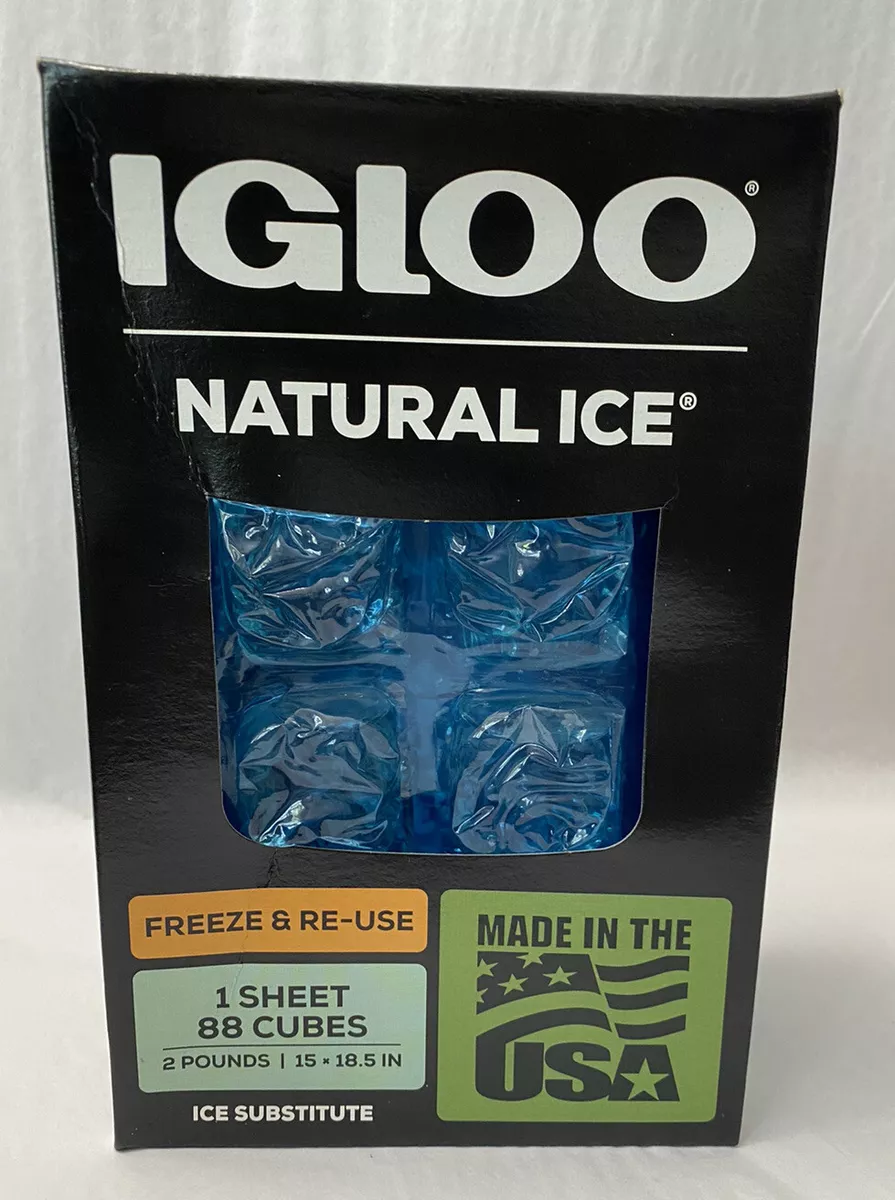 IGLOO®
NATURAL ICE®
FREEZE & RE-USE
1 SHEET
88 CUBES
2 POUNDS | 15 × 18.5 IN
ICE SUBSTITUTE
MADE IN THE
USA